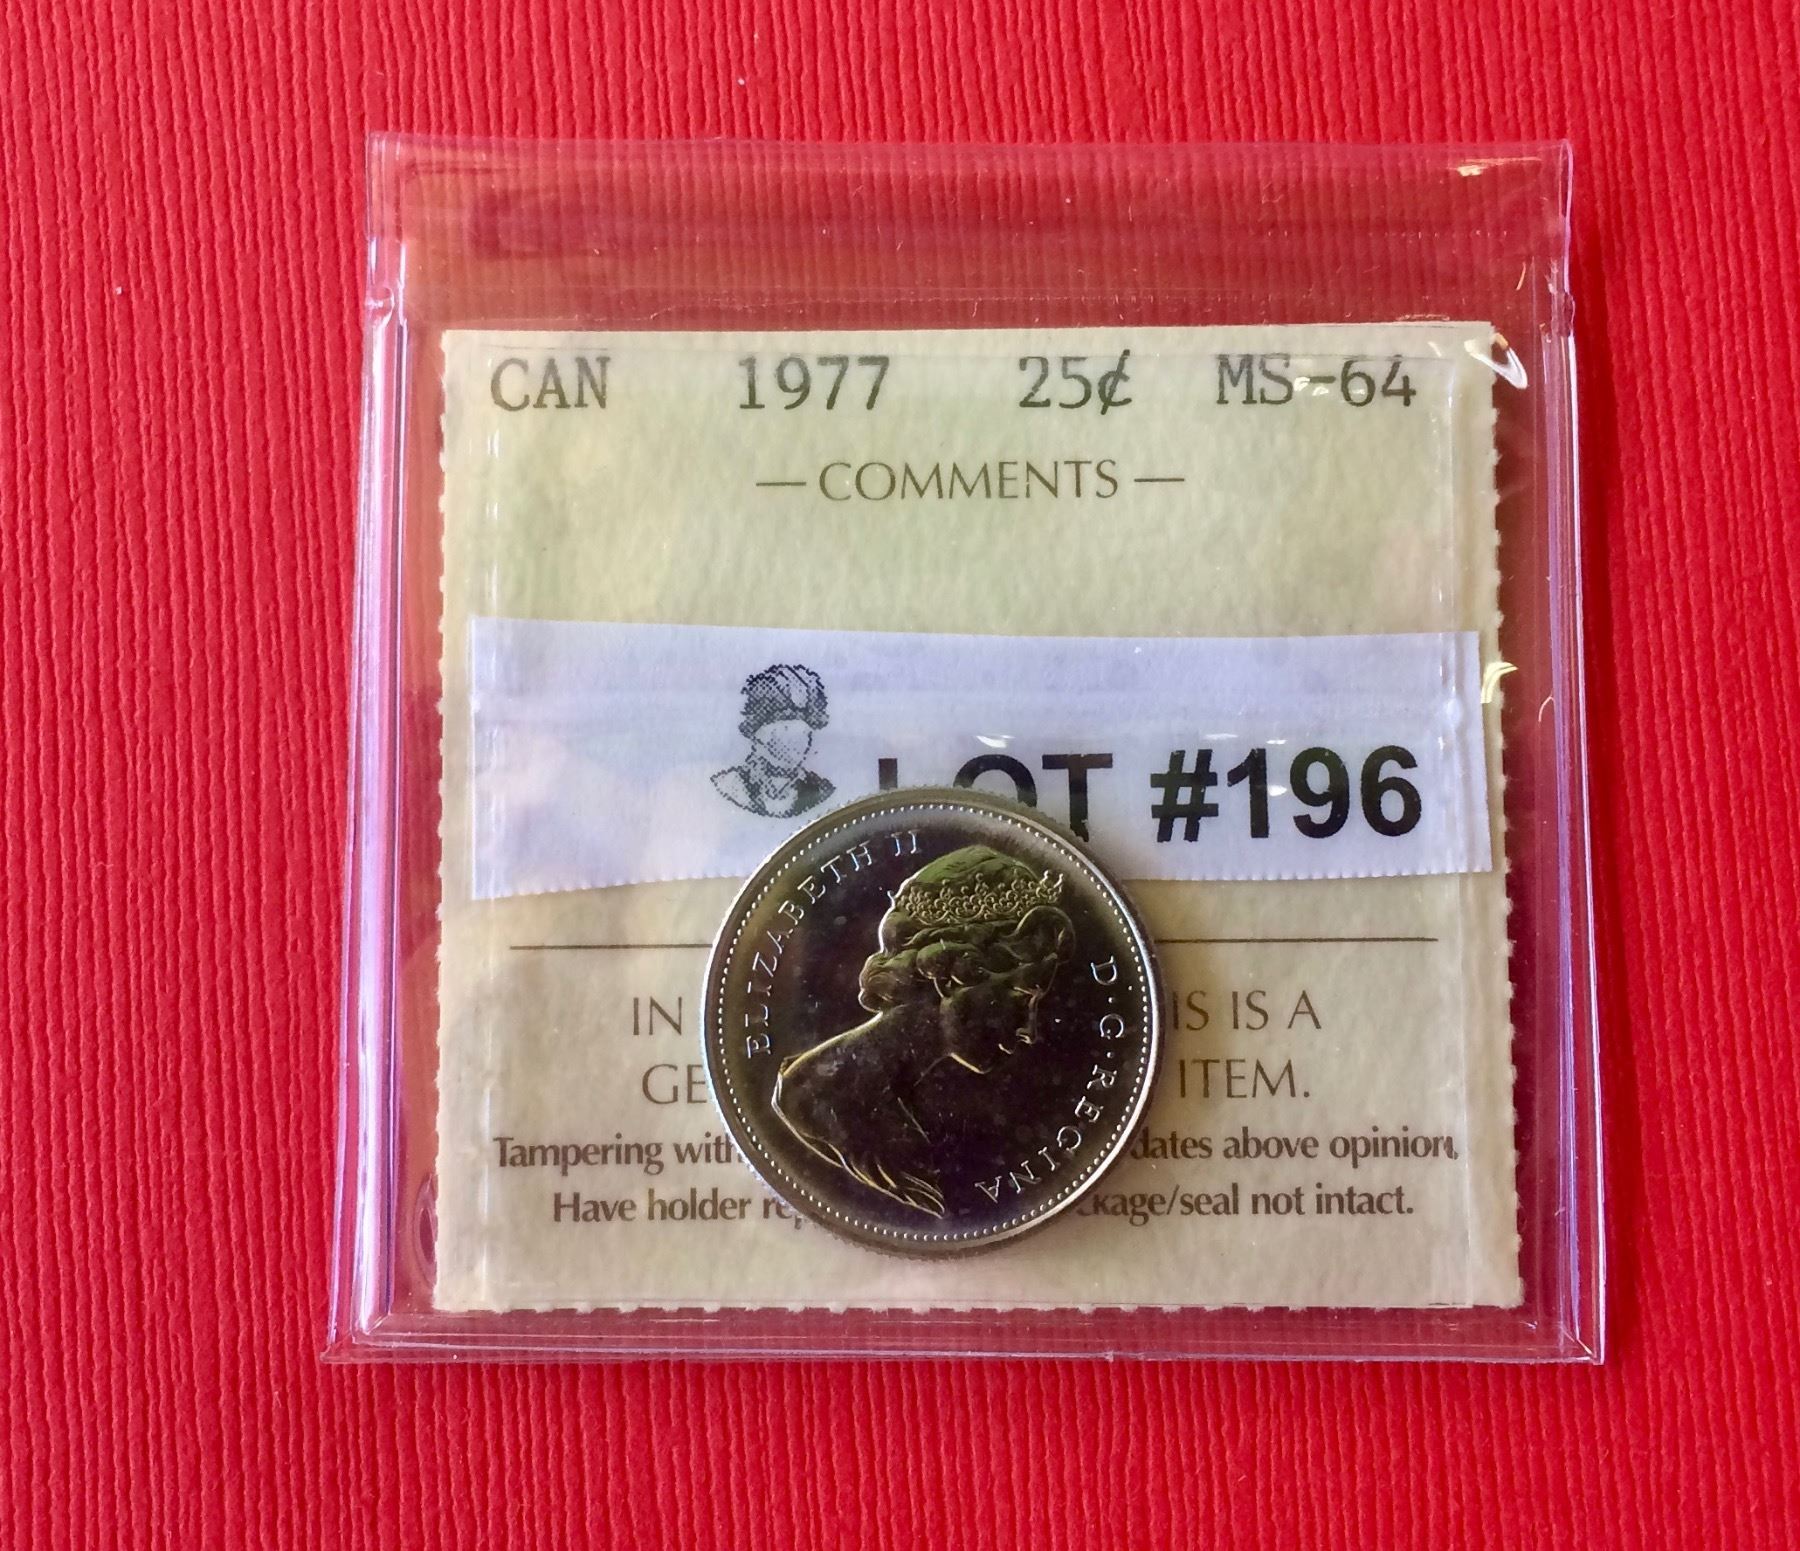 CAN 1977 25¢ MS-64
— COMMENTS —
LOT #196
ELIZABETH II D·G·REGINA
IN IS IS A
GE ITEM.
Tampering with dates above opinion,
Have holder re ckage/seal not intact.